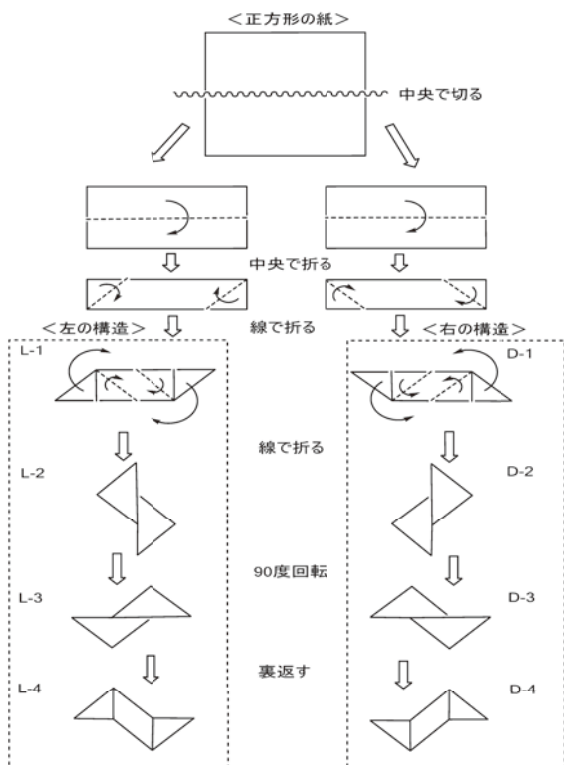 ＜正方形の紙＞
中央で切る
中央で折る
＜左の構造＞
線で折る
＜右の構造＞
L-1
D-1
線で折る
L-2
D-2
90度回転
L-3
D-3
裏返す
L-4
D-4